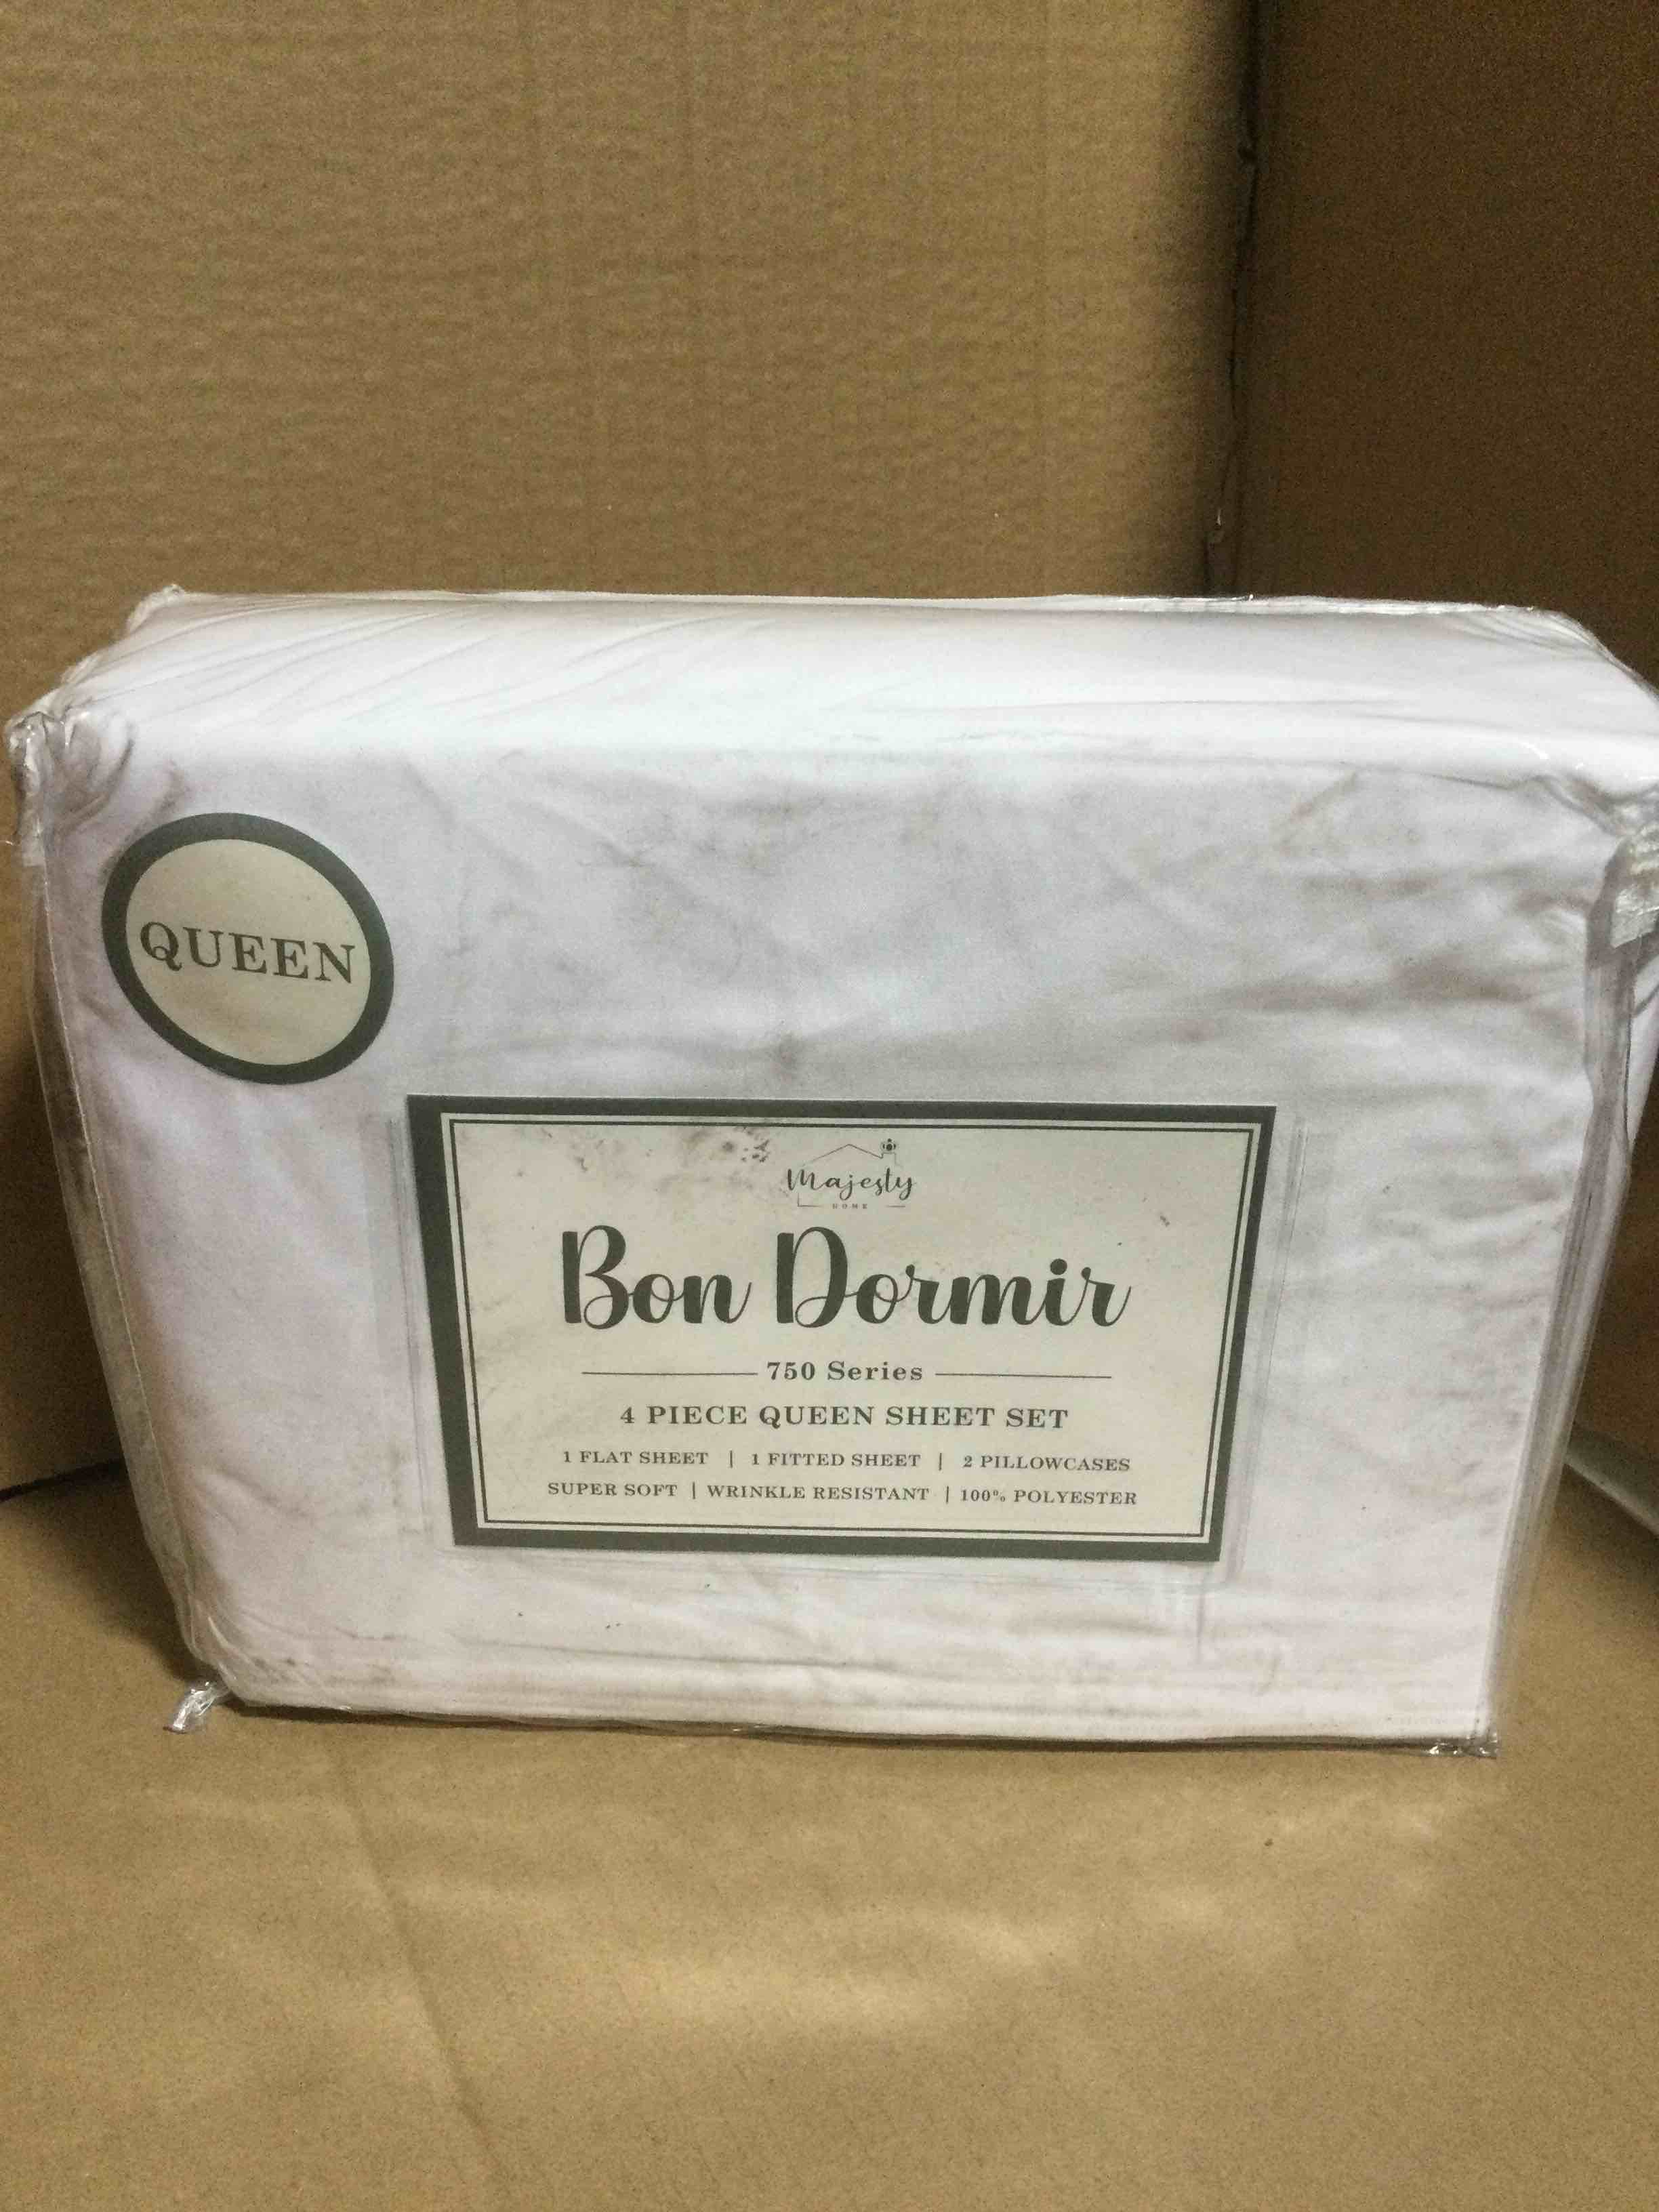 QUEEN
Majesty
HOME
Bon Dormir
750 Series
4 PIECE QUEEN SHEET SET
1 FLAT SHEET | 1 FITTED SHEET | 2 PILLOWCASES
SUPER SOFT | WRINKLE RESISTANT | 100% POLYESTER